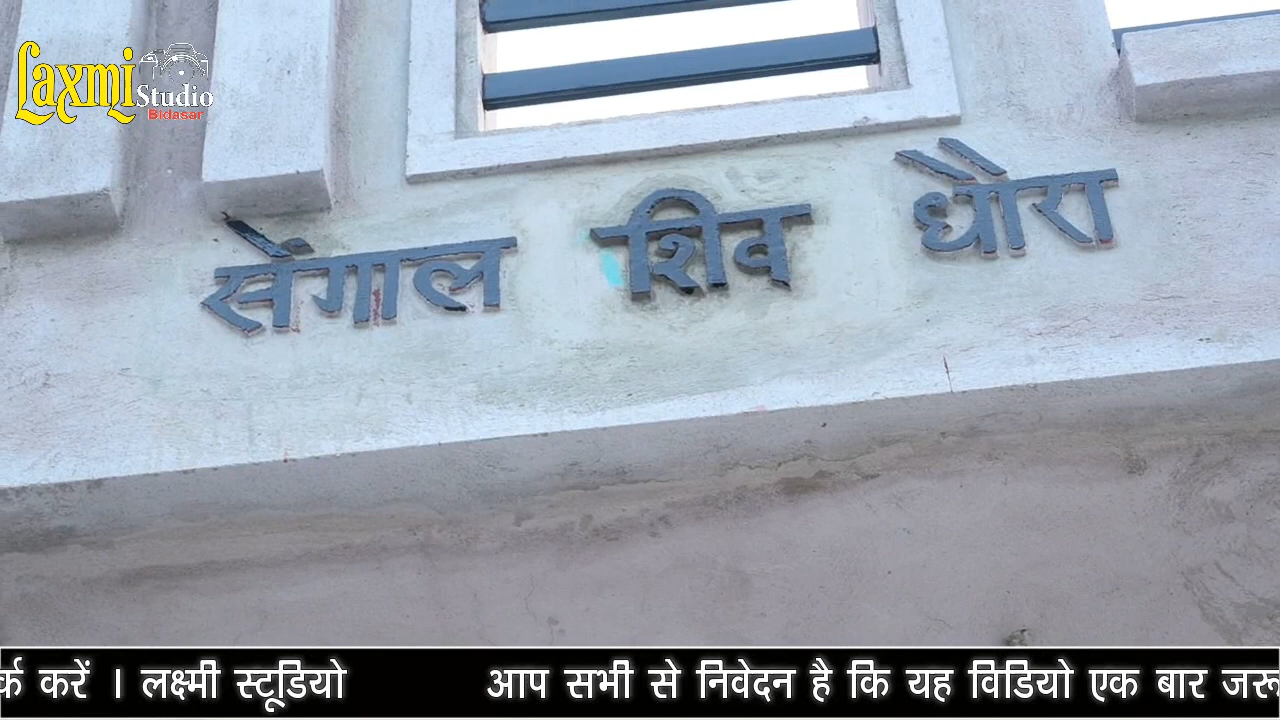 Laxmi
Studio
Bidasar
सेंगाल शिव धौरा
र्क करें । लक्ष्मी स्टूडियो आप सभी से निवेदन है कि यह विडियो एक बार जरू